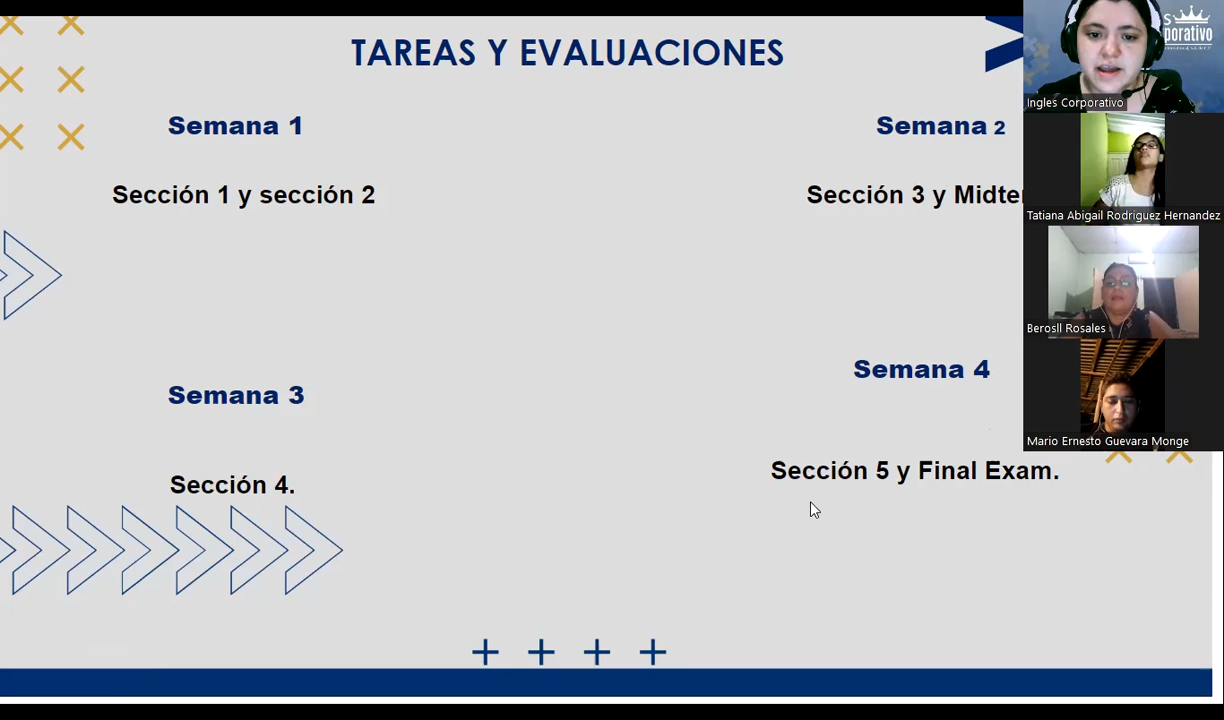 TAREAS Y EVALUACIONES
Semana 1
Semana 2
Sección 1 y sección 2
Sección 3 y
Semana 3
Semana 4
Sección 4.
Sección 5 y Final Exam.
Ingles Corporativo
Tatiana Abigail Rodriguez Hernandez
Berosll Rosales
Mario Ernesto Guevara Monge